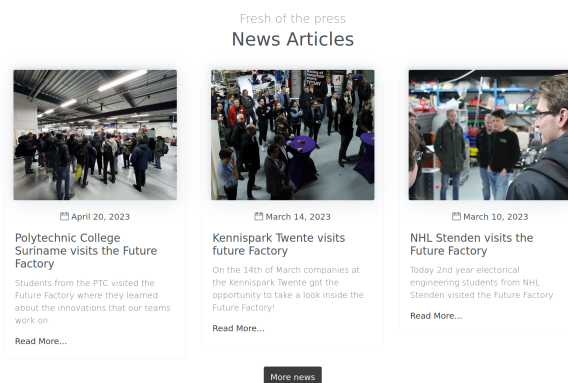 Fresh of the press
News Articles
April 20, 2023
Polytechnic College
Suriname visits the Future
Factory
Students from the PTC visited the
Future Factory where they learned
about the innovations that our teams
work on.
Read More...
March 14, 2023
Kennispark Twente visits
future Factory
On the 14th of March companies at
the Kennispark Twente got the
opportunity to take a look inside the
Future Factory!
Read More...
March 10, 2023
NHL Stenden visits the
Future Factory
Today 2nd year electorical
engineering students from NHL
Stenden visited the Future Factory
Read More...
More news